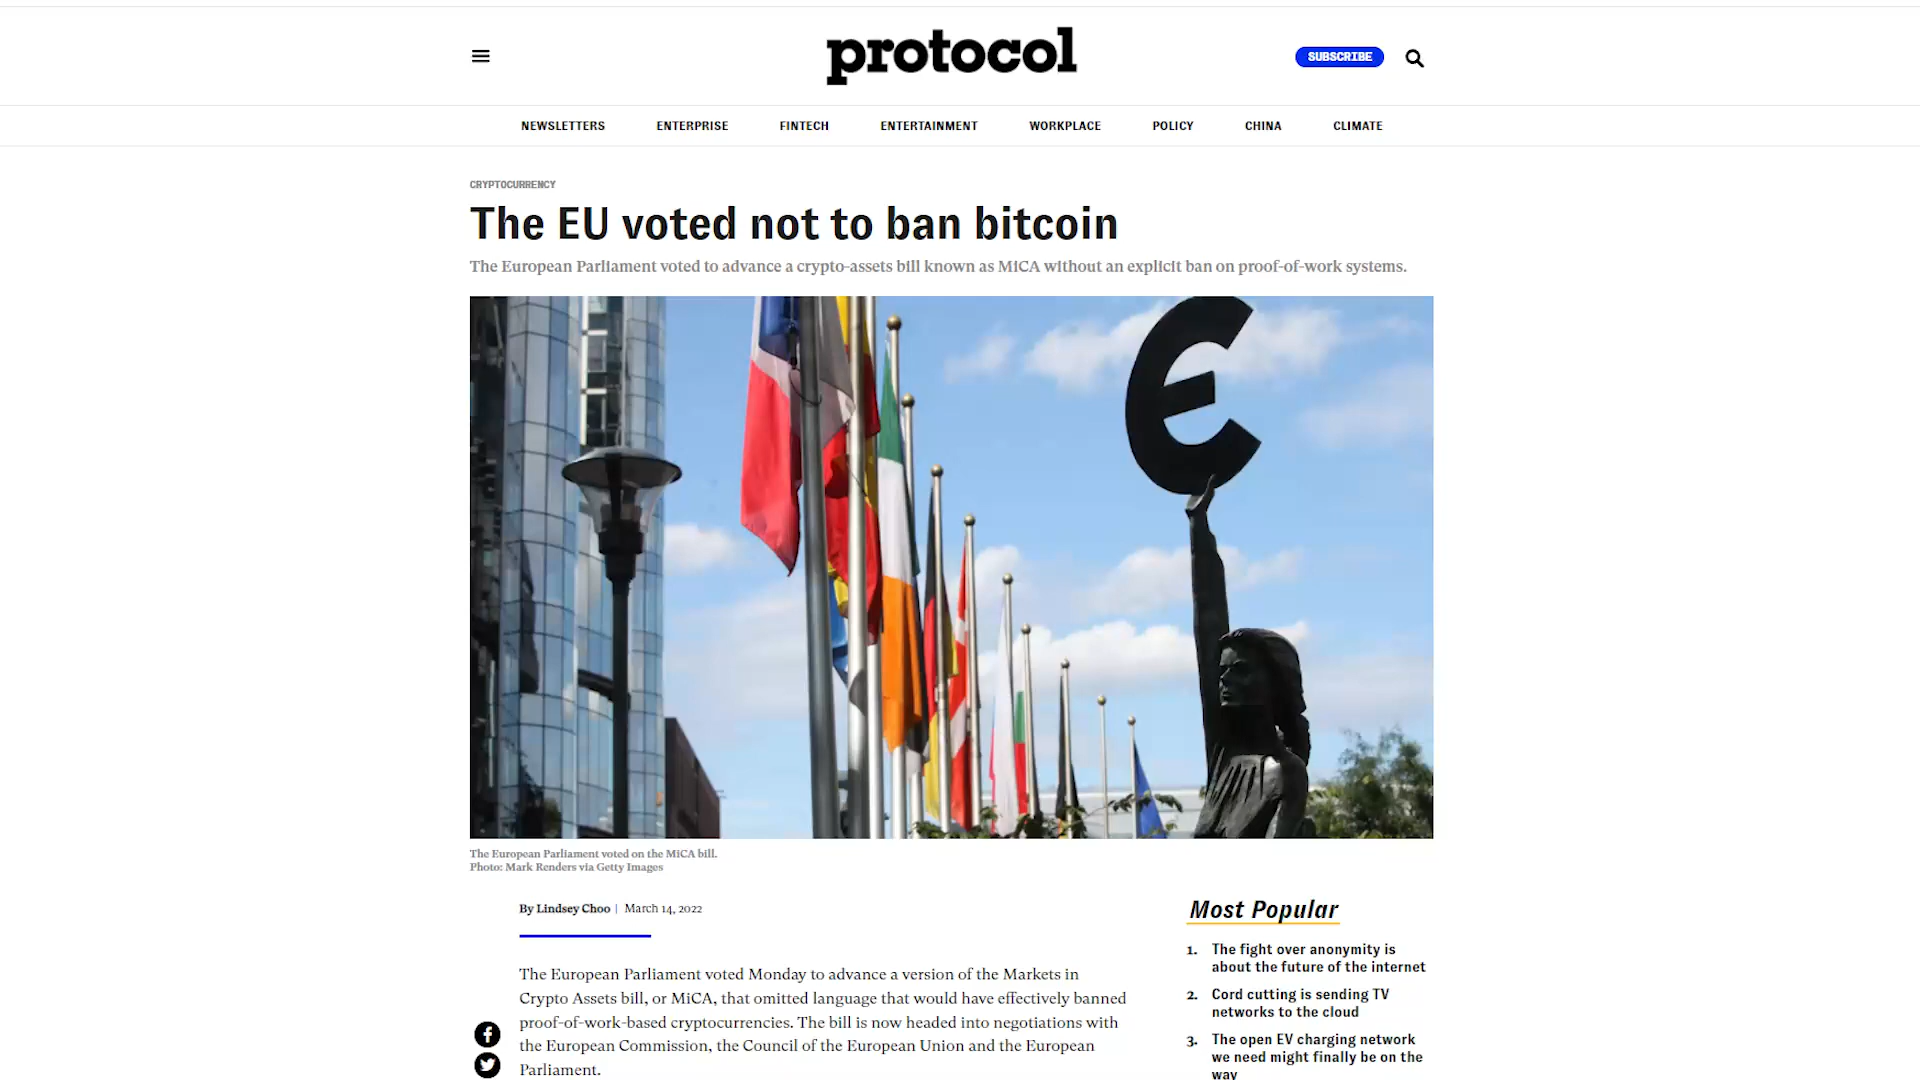 protocol
SUBSCRIBE
NEWSLETTERS ENTERPRISE FINTECH ENTERTAINMENT WORKPLACE POLICY CHINA CLIMATE
CRYPTOCURRENCY
The EU voted not to ban bitcoin
The European Parliament voted to advance a crypto-assets bill known as MiCA without an explicit ban on proof-of-work systems.
The European Parliament voted on the MiCA bill.
Photo: Mark Renders via Getty Images
By Lindsey Choo | March 14, 2022
The European Parliament voted Monday to advance a version of the Markets in
Crypto Assets bill, or MiCA, that omitted language that would have effectively banned
proof-of-work-based cryptocurrencies. The bill is now headed into negotiations with
the European Commission, the Council of the European Union and the European
Parliament.
Most Popular
1. The fight over anonymity is
about the future of the internet
2. Cord cutting is sending TV
networks to the cloud
3. The open EV charging network
we need might finally be on the
way